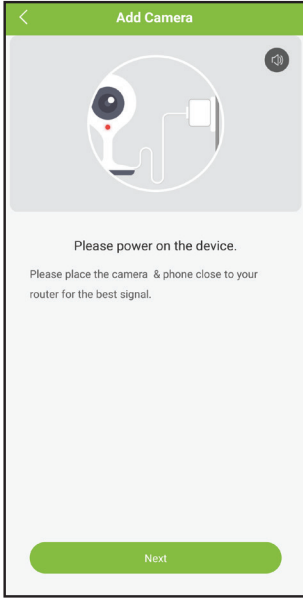 Add Camera
Please power on the device.
Please place the camera & phone close to your
router for the best signal.
Next